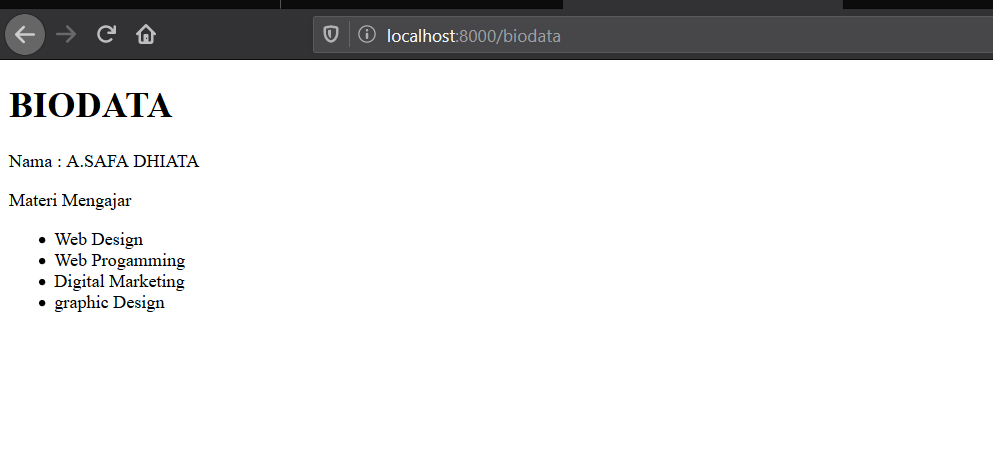 localhost:8000/biodata
BIODATA
Nama : A.SAFA DHIATA
Materi Mengajar
Web Design
Web Progamming
Digital Marketing
graphic Design